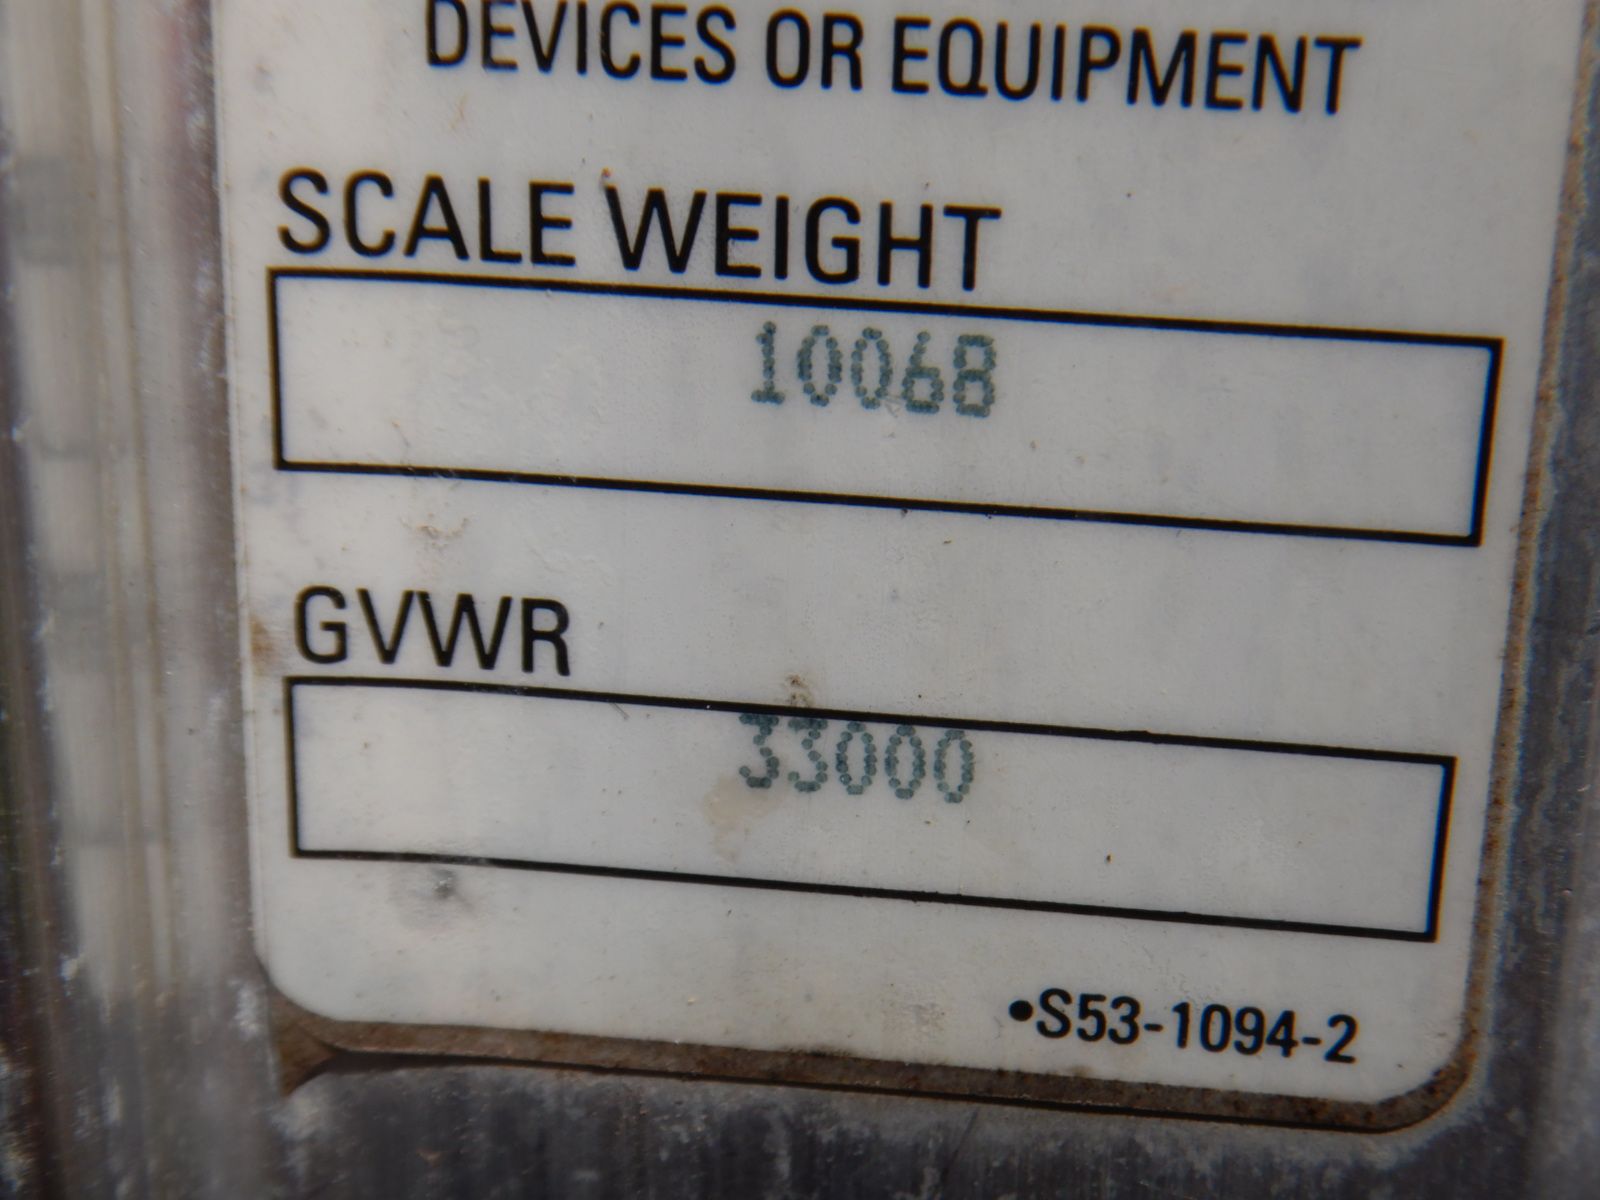 DEVICES OR EQUIPMENT
SCALE WEIGHT
10068
GVWR
33000
•S53-1094-2